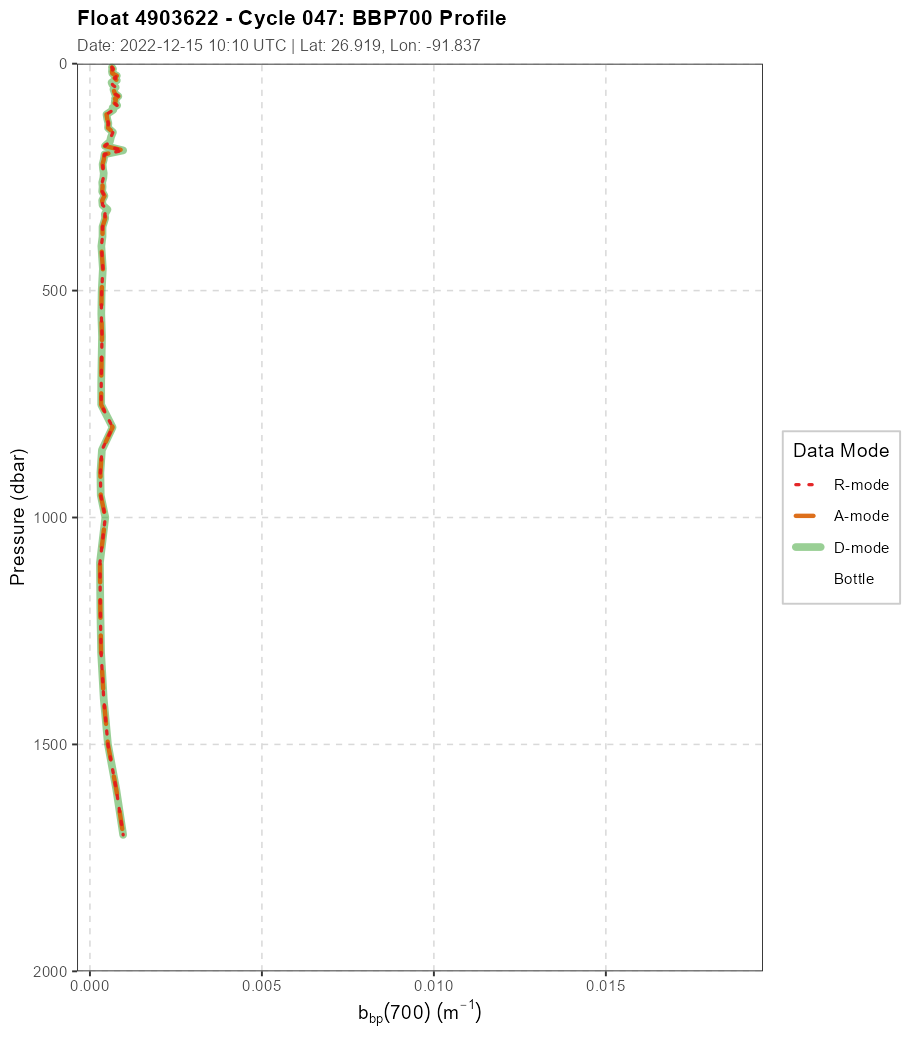 Float 4903622 - Cycle 047: BBP700 Profile
Date: 2022-12-15 10:10 UTC | Lat: 26.919, Lon: -91.837
0
500
1000
1500
2000
Pressure (dbar)
0.000 0.005 0.010 0.015
b_bp(700) (m⁻¹)
Data Mode
R-mode
A-mode
D-mode
Bottle